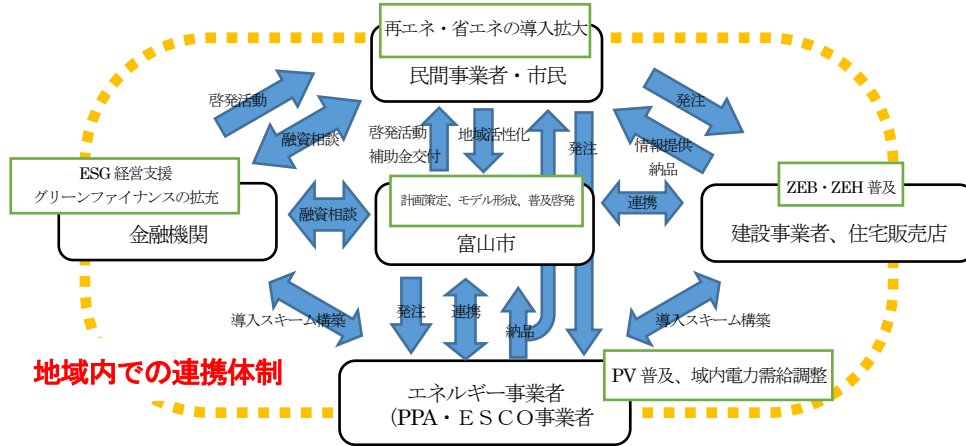 再エネ・省エネの導入拡大
民間事業者・市民
啓発活動
融資相談
啓発活動
補助金交付
地域活性化
発注
発注
情報提供
納品
ESG 経営支援
グリーンファイナンスの拡充
金融機関
融資相談
計画策定、モデル形成、普及啓発
富山市
連携
ZEB・ZEH 普及
建設事業者、住宅販売店
導入スキーム構築
発注
連携
納品
導入スキーム構築
地域内での連携体制
エネルギー事業者
(PPA・ＥＳＣＯ事業者
PV 普及、域内電力需給調整